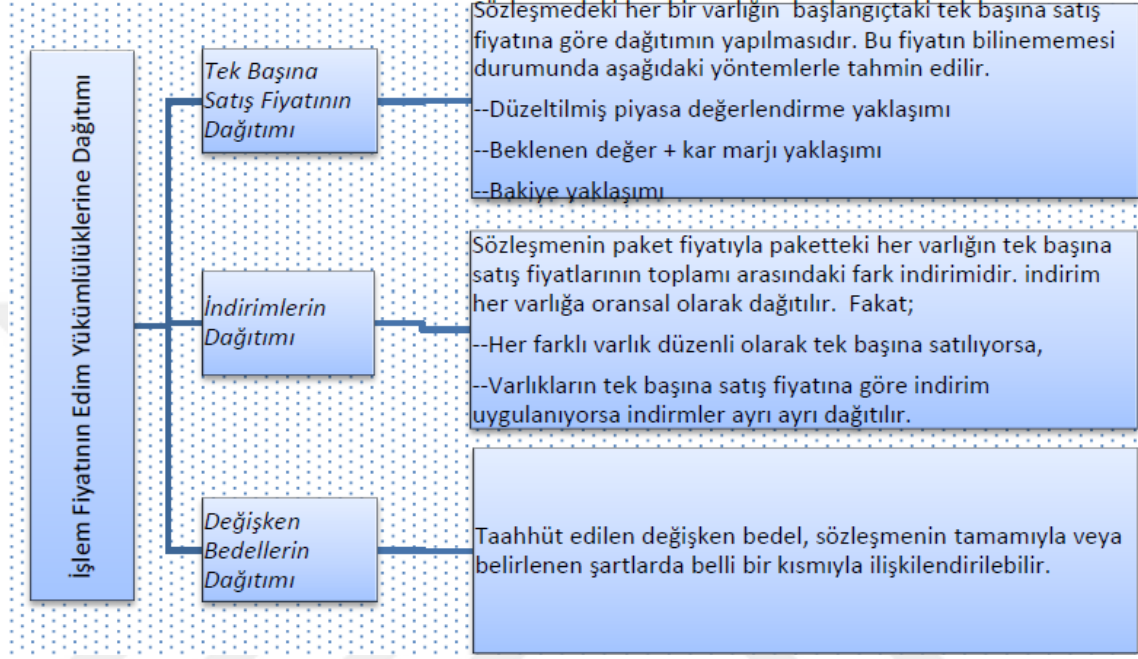 İşlem Fiyatının Edim Yükümlülüklerine Dağıtımı
Tek Başına
Satış Fiyatının
Dağıtımı
Sözleşmedeki her bir varlığın başlangıçtaki tek başına satış
fiyatına göre dağıtımın yapılmasıdır. Bu fiyatın bilinememesi
durumunda aşağıdaki yöntemlerle tahmin edilir.
--Düzeltilmiş piyasa değerlendirme yaklaşımı
--Beklenen değer + kar marjı yaklaşımı
--Bakiye yaklaşımı
İndirimlerin
Dağıtımı
Sözleşmenin paket fiyatıyla paketteki her varlığın tek başına
satış fiyatlarının toplamı arasındaki fark indirimidir. indirim
her varlığa oransal olarak dağıtılır. Fakat;
--Her farklı varlık düzenli olarak tek başına satılıyorsa,
--Varlıkların tek başına satış fiyatına göre indirim
uygulanıyorsa indirmler ayrı ayrı dağıtılır.
Değişken
Bedellerin
Dağıtımı
Taahhüt edilen değişken bedel, sözleşmenin tamamıyla veya
belirlenen şartlarda belli bir kısmıyla ilişkilendirilebilir.